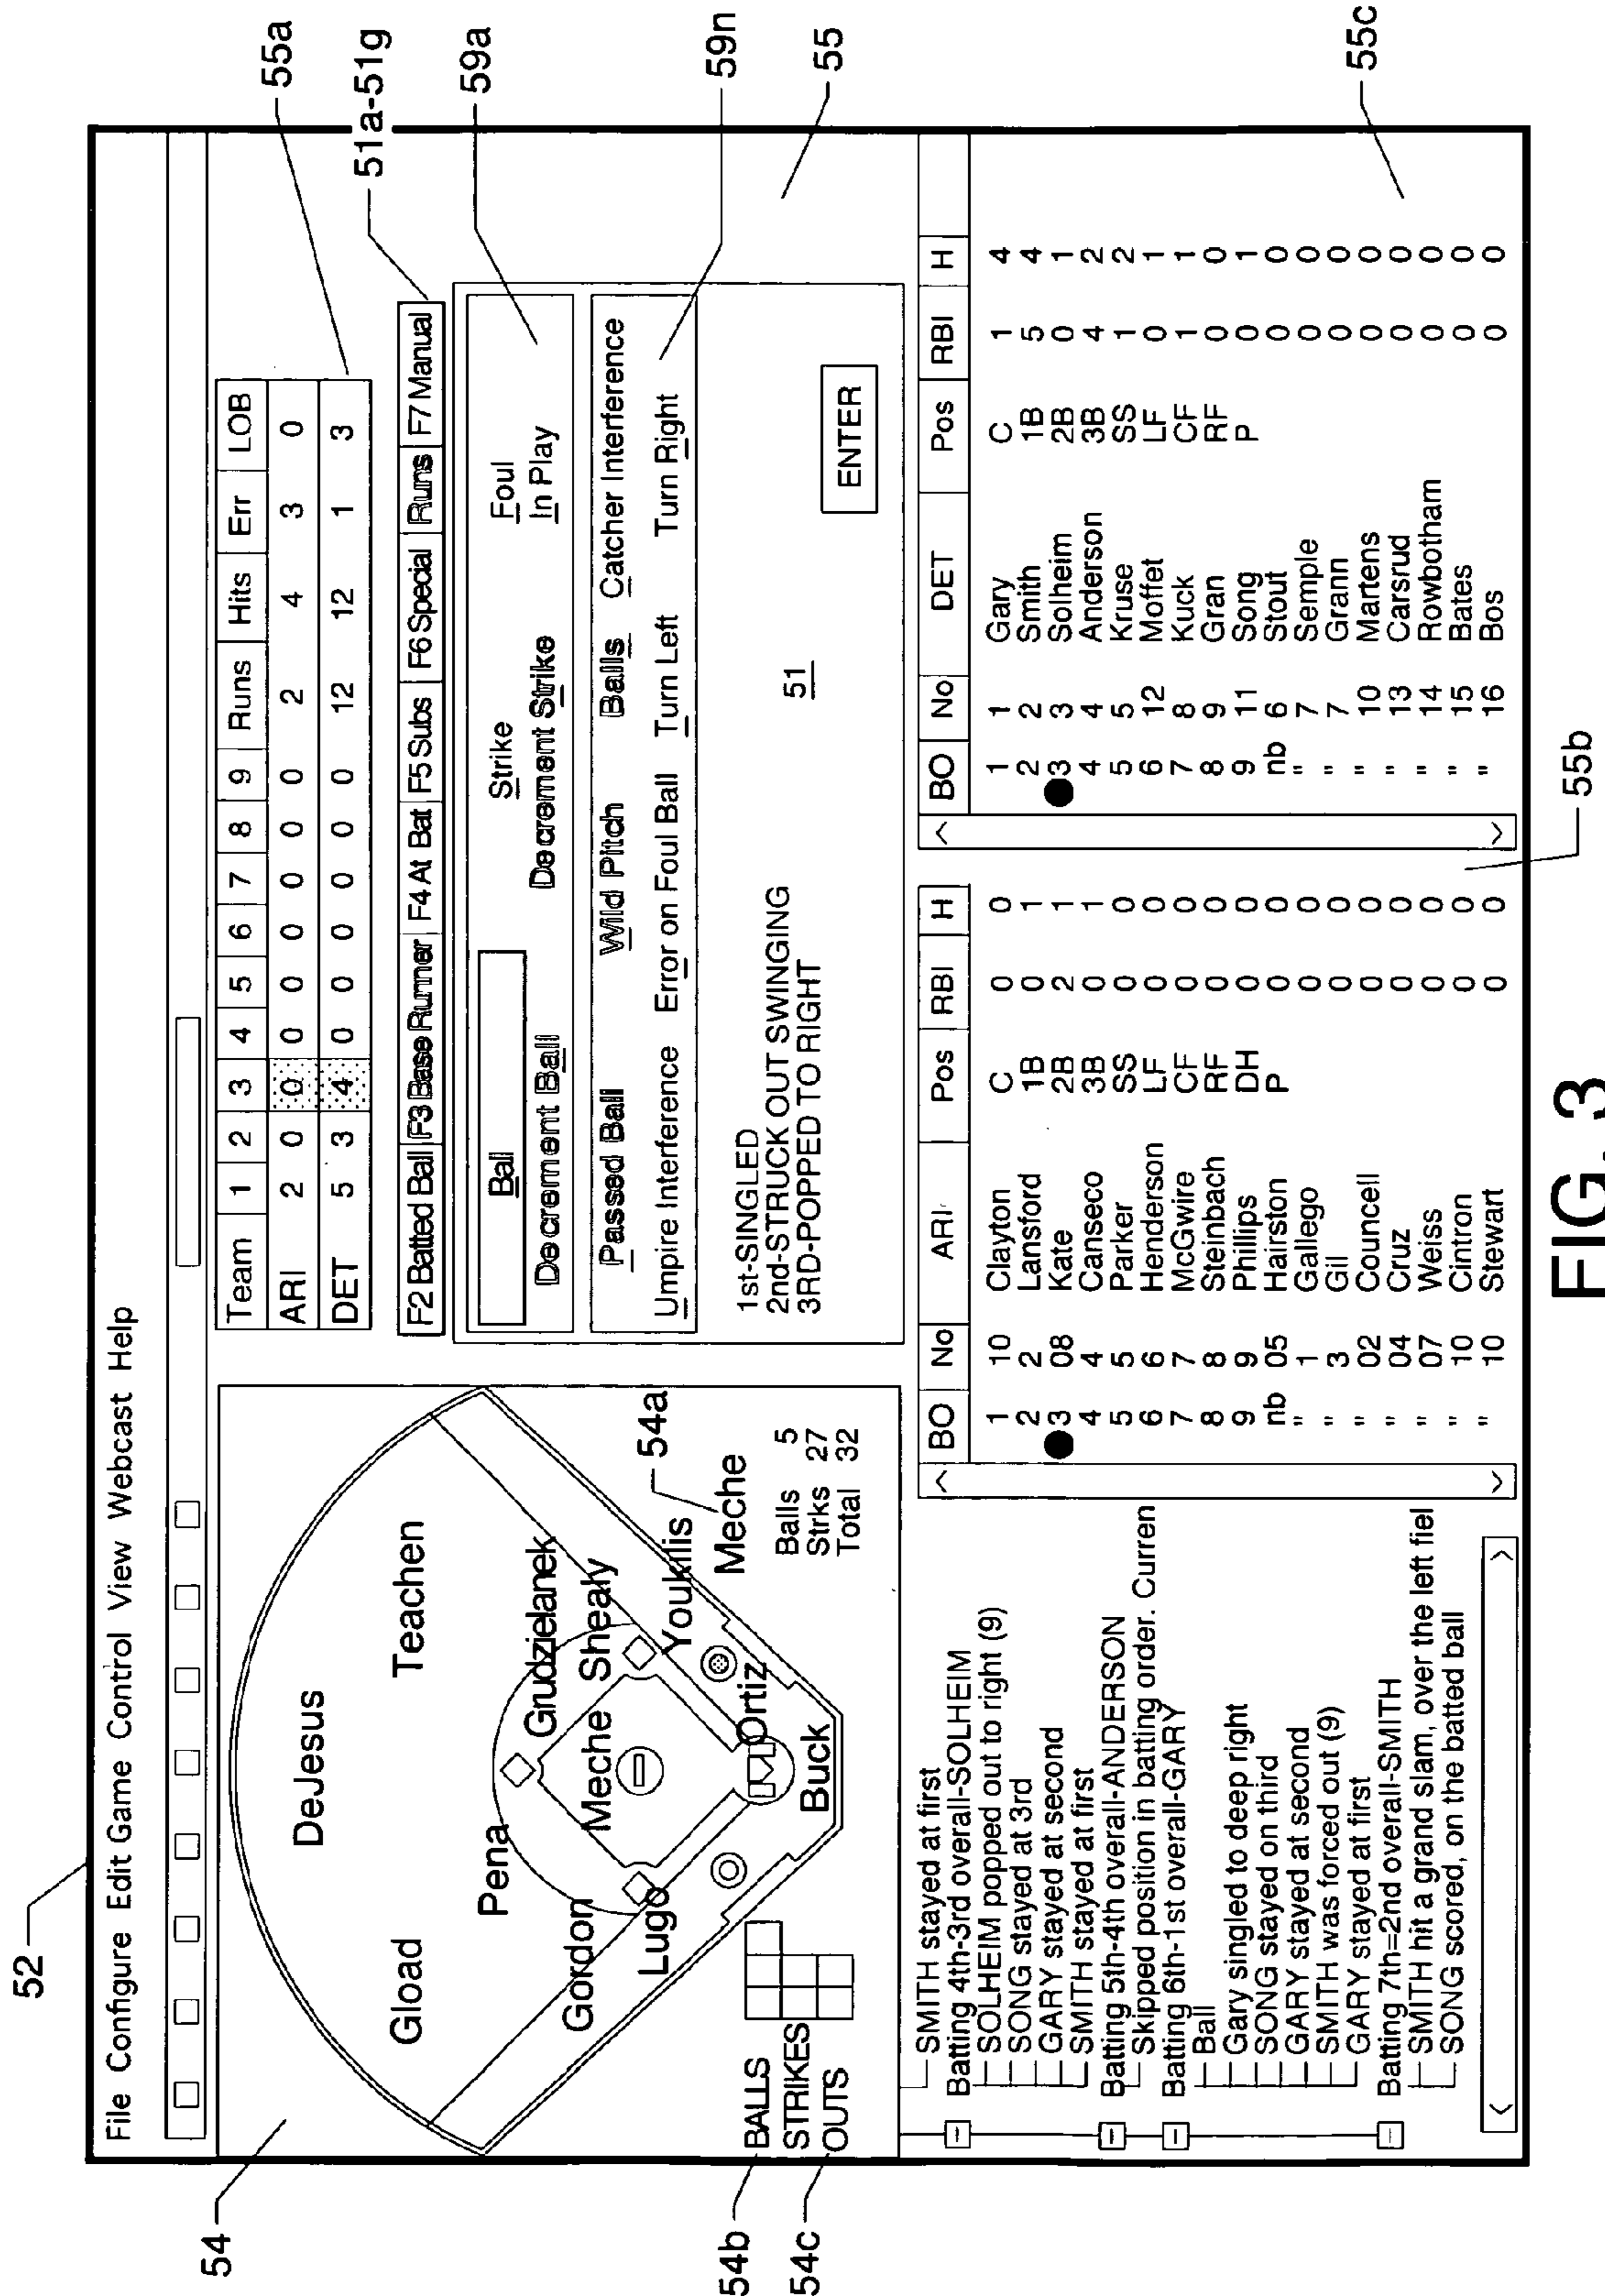 52
File Configure Edit Game Control View Webcast Help
54
DeJesus
Gload
Teachen
Pena
Grudzielanek
Gordon
Meche Shealy
Lugo
Youkilis
54a
Ortiz
Meche
Buck
Balls 5
Strks 27
Total 32
54b
BALLS
STRIKES
54c
OUTS
Team 1 2 3 4 5 6 7 8 9 Runs Hits Err LOB
ARI 2 0 0 0 0 0 0 0 0 2 4 3 0
DET 5 3 4 0 0 0 0 0 0 12 12 1 3
55a
51a-51g
F2 Batted Ball F3 Base Runner F4 At Bat F5 Subs F6 Special Runs F7 Manual
59a
Ball Strike Foul
Decrement Ball Decrement Strike In Play
59n
Passed Ball Wild Pitch Balls Catcher Interference
Umpire Interference Error on Foul Ball Turn Left Turn Right
1st-SINGLED
2nd-STRUCK OUT SWINGING
3RD-POPPED TO RIGHT
51
ENTER
55
SMITH stayed at first
Batting 4th-3rd overall-SOLHEIM
SOLHEIM popped out to right (9)
SONG stayed at 3rd
GARY stayed at second
SMITH stayed at first
Batting 5th-4th overall-ANDERSON
Skipped position in batting order. Curren
Batting 6th-1st overall-GARY
Ball
Gary singled to deep right
SONG stayed on third
GARY stayed at second
SMITH was forced out (9)
GARY stayed at first
Batting 7th=2nd overall-SMITH
SMITH hit a grand slam, over the left fiel
SONG scored, on the batted ball
BO No ARI Pos RBI H
1 10 Clayton C 0 0
2 2 Lansford 1B 0 1
3 08 Kate 2B 2 1
4 4 Canseco 3B 0 1
5 5 Parker SS 0 0
6 6 Henderson LF 0 0
7 7 McGwire CF 0 0
8 8 Steinbach RF 0 0
9 9 Phillips DH 0 0
nb 05 Hairston P 0 0
" 1 Gallego 0 0
" 3 Gil 0 0
" 02 Councell 0 0
" 04 Cruz 0 0
" 07 Weiss 0 0
" 10 Cintron 0 0
" 10 Stewart 0 0
55b
BO No DET Pos RBI H
1 1 Gary C 1 4
2 2 Smith 1B 5 4
3 3 Solheim 2B 0 1
4 4 Anderson 3B 4 2
5 5 Kruse SS 1 2
6 12 Moffet LF 0 1
7 8 Kuck CF 1 1
8 9 Gran RF 0 0
9 11 Song P 0 1
nb 6 Stout 0 0
" 7 Semple 0 0
" 7 Grann 0 0
" 10 Martens 0 0
" 13 Carsrud 0 0
" 14 Rowbotham 0 0
" 15 Bates 0 0
" 16 Bos 0 0
55c
FIG. 3